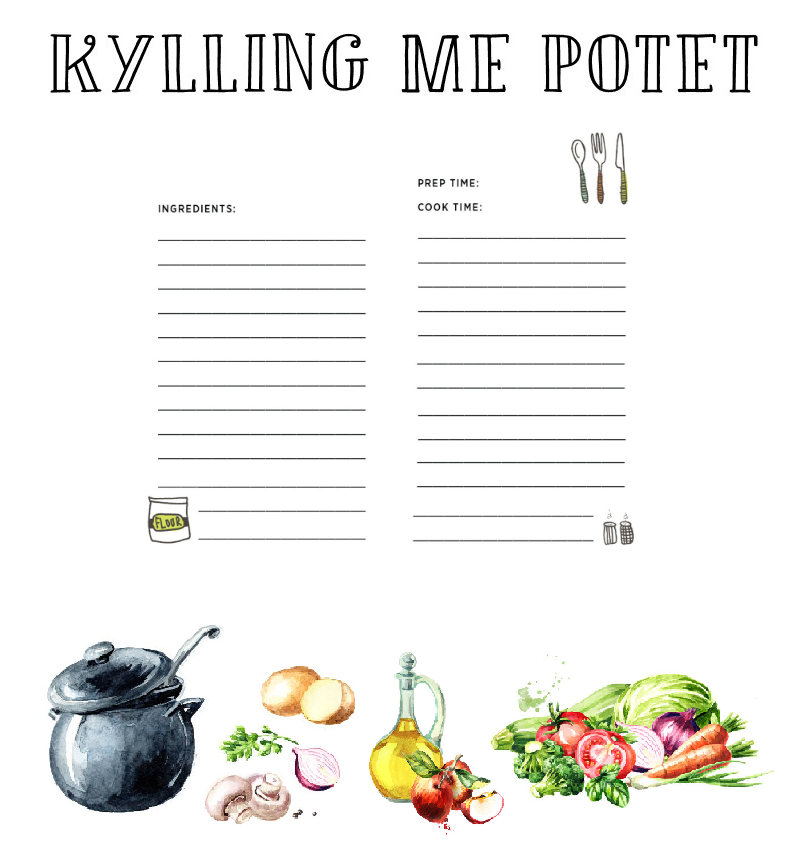 KYLLING ME POTET
PREP TIME:
INGREDIENTS:
COOK TIME:
FLOUR